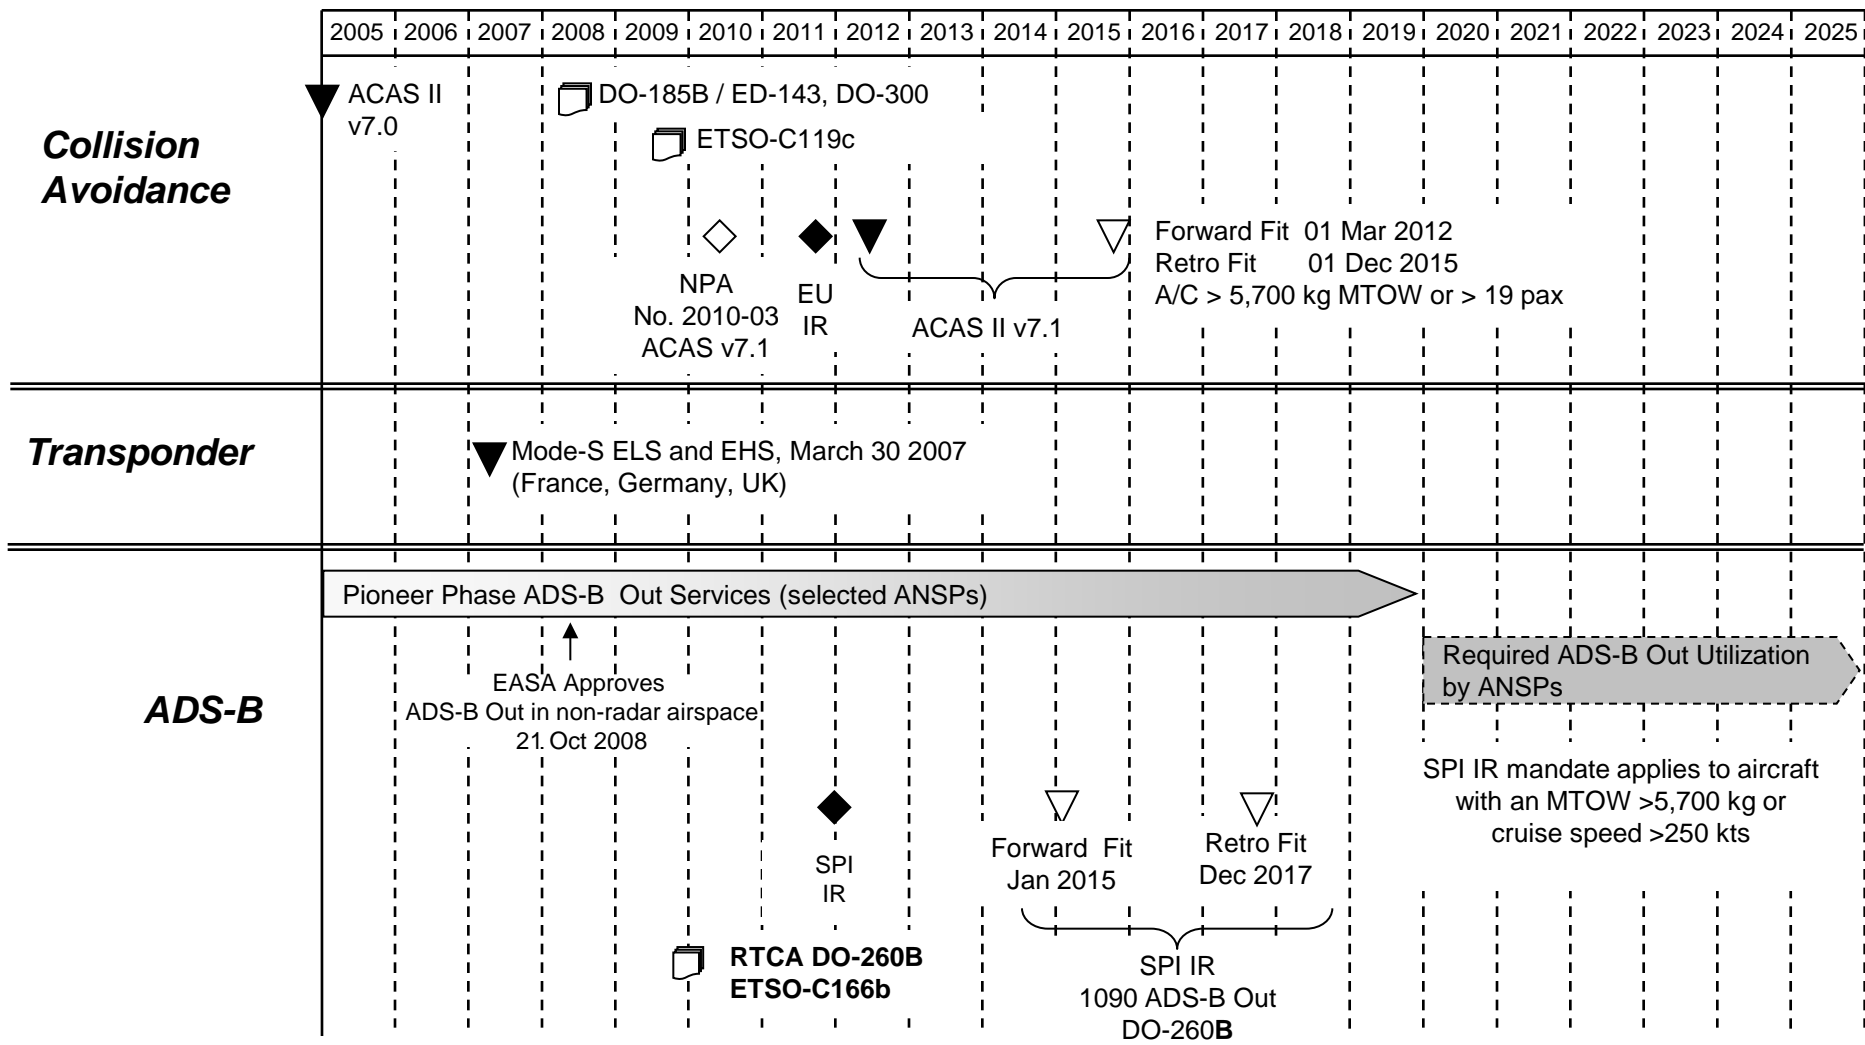 2005 2006 2007 2008 2009 2010 2011 2012 2013 2014 2015 2016 2017 2018 2019 2020 2021 2022 2023 2024 2025
Collision
Avoidance
ACAS II
v7.0
DO-185B / ED-143, DO-300
ETSO-C119c
NPA
No. 2010-03
ACAS v7.1
EU
IR
ACAS II v7.1
Forward Fit 01 Mar 2012
Retro Fit 01 Dec 2015
A/C > 5,700 kg MTOW or > 19 pax
Transponder
Mode-S ELS and EHS, March 30 2007
(France, Germany, UK)
ADS-B
Pioneer Phase ADS-B Out Services (selected ANSPs)
EASA Approves
ADS-B Out in non-radar airspace
21 Oct 2008
Required ADS-B Out Utilization
by ANSPs
SPI IR mandate applies to aircraft
with an MTOW >5,700 kg or
cruise speed >250 kts
SPI
IR
Forward Fit
Jan 2015
Retro Fit
Dec 2017
RTCA DO-260B
ETSO-C166b
SPI IR
1090 ADS-B Out
DO-260B